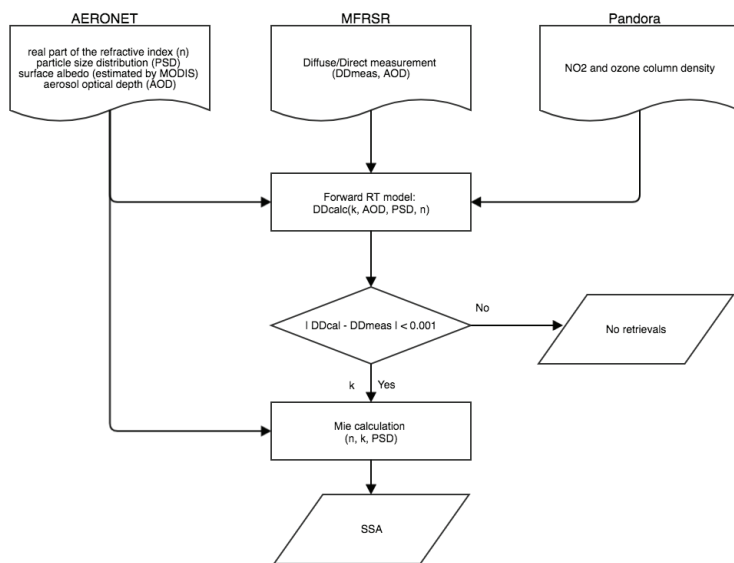 AERONET
real part of the refractive index (n)
particle size distribution (PSD)
surface albedo (estimated by MODIS)
aerosol optical depth (AOD)
MFRSR
Diffuse/Direct measurement
(DDmeas, AOD)
Pandora
NO2 and ozone column density
Forward RT model:
DDcalc(k, AOD, PSD, n)
| DDcal - DDmeas | < 0.001
No
No retrievals
k
Yes
Mie calculation
(n, k, PSD)
SSA